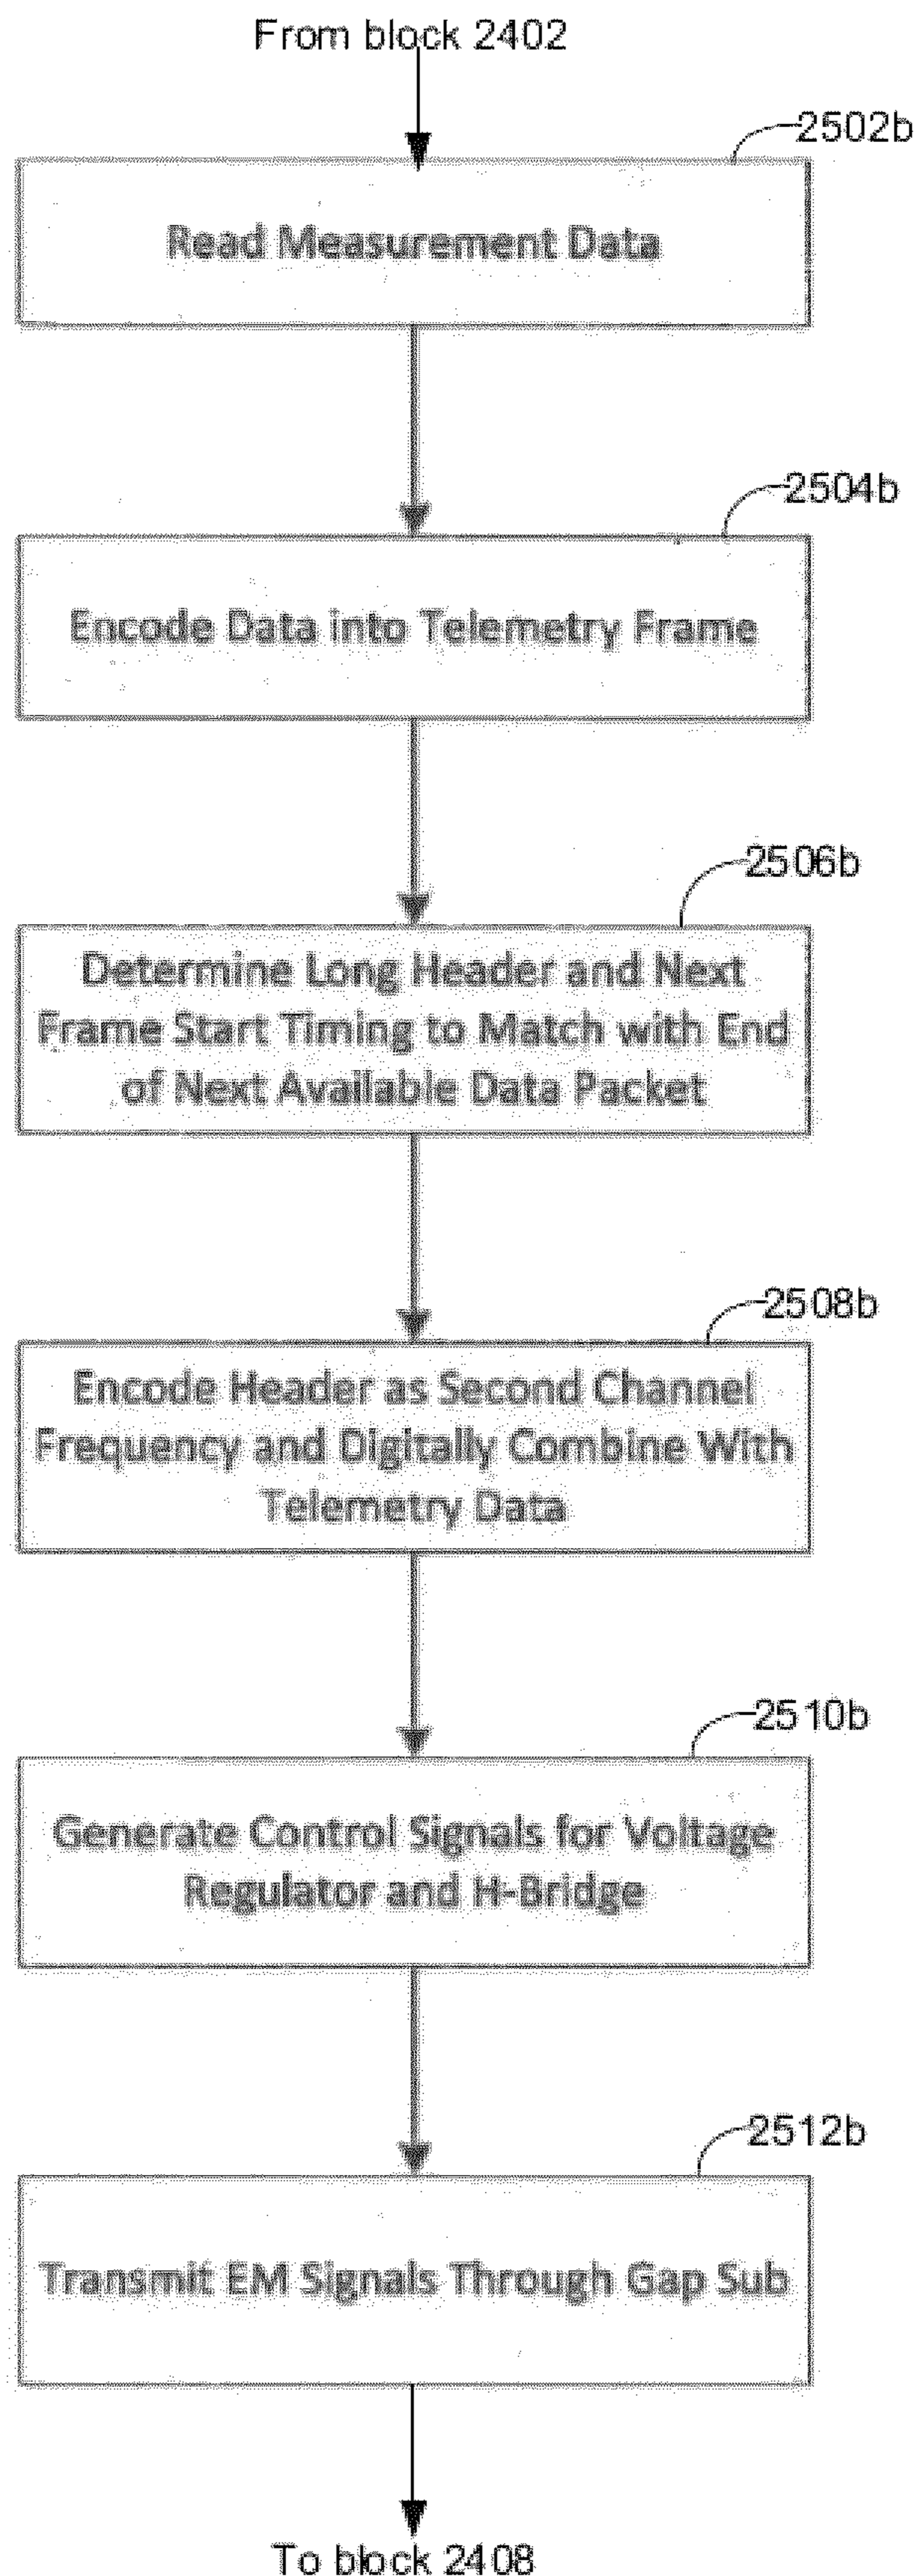 From block 2402
2502b
Read Measurement Data
2504b
Encode Data into Telemetry Frame
2506b
Determine Long Header and Next
Frame Start Timing to Match with End
of Next Available Data Packet
2508b
Encode Header as Second Channel
Frequency and Digitally Combine With
Telemetry Data
2510b
Generate Control Signals for Voltage
Regulator and H-Bridge
2512b
Transmit EM Signals Through Gap Sub
To block 2408